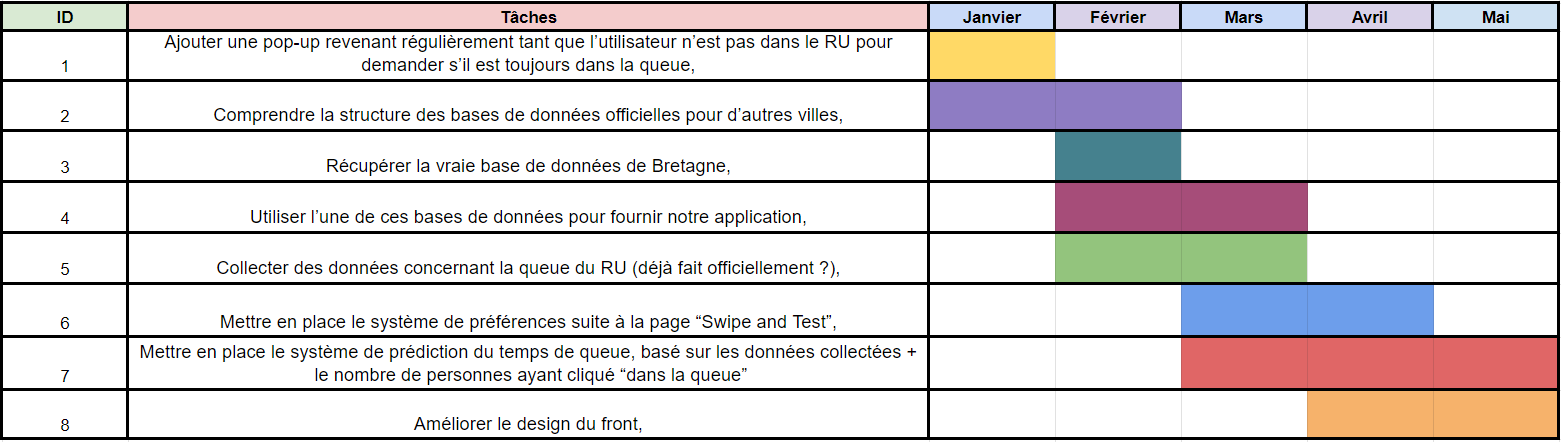 ID Tâches Janvier Février Mars Avril Mai
1 Ajouter une pop-up revenant régulièrement tant que l’utilisateur n’est pas dans le RU pour
demander s’il est toujours dans la queue,
2 Comprendre la structure des bases de données officielles pour d’autres villes,
3 Récupérer la vraie base de données de Bretagne,
4 Utiliser l’une de ces bases de données pour fournir notre application,
5 Collecter des données concernant la queue du RU (déjà fait officiellement ?),
6 Mettre en place le système de préférences suite à la page “Swipe and Test”,
7 Mettre en place le système de prédiction du temps de queue, basé sur les données collectées +
le nombre de personnes ayant cliqué “dans la queue”
8 Améliorer le design du front,